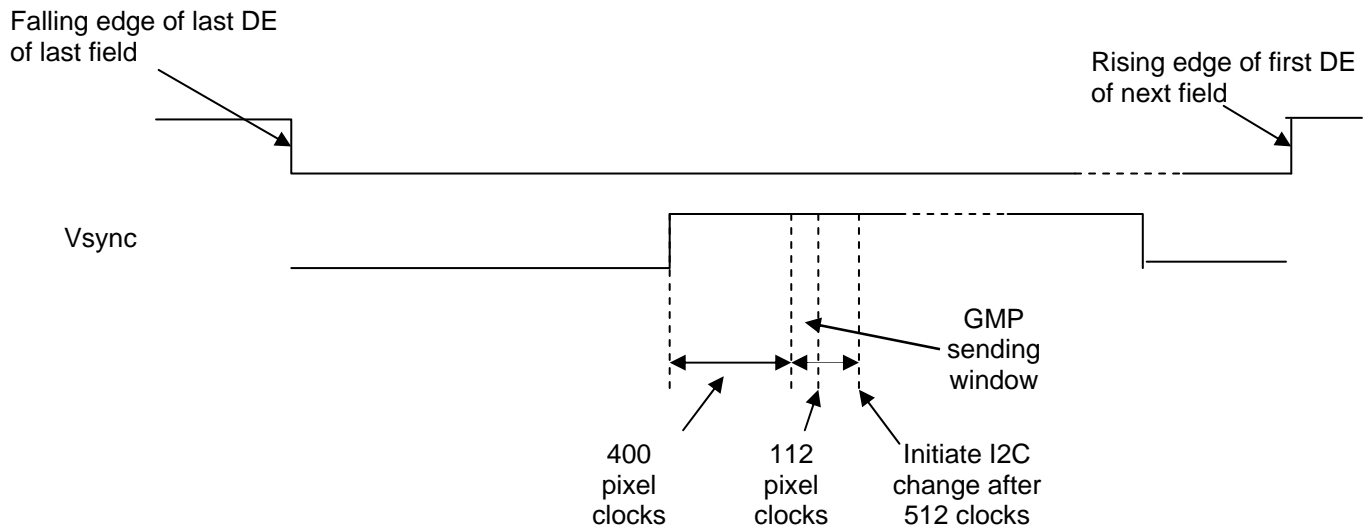 Falling edge of last DE
of last field
Rising edge of first DE
of next field
Vsync
GMP
sending
window
400
pixel
clocks
112
pixel
clocks
Initiate I2C
change after
512 clocks